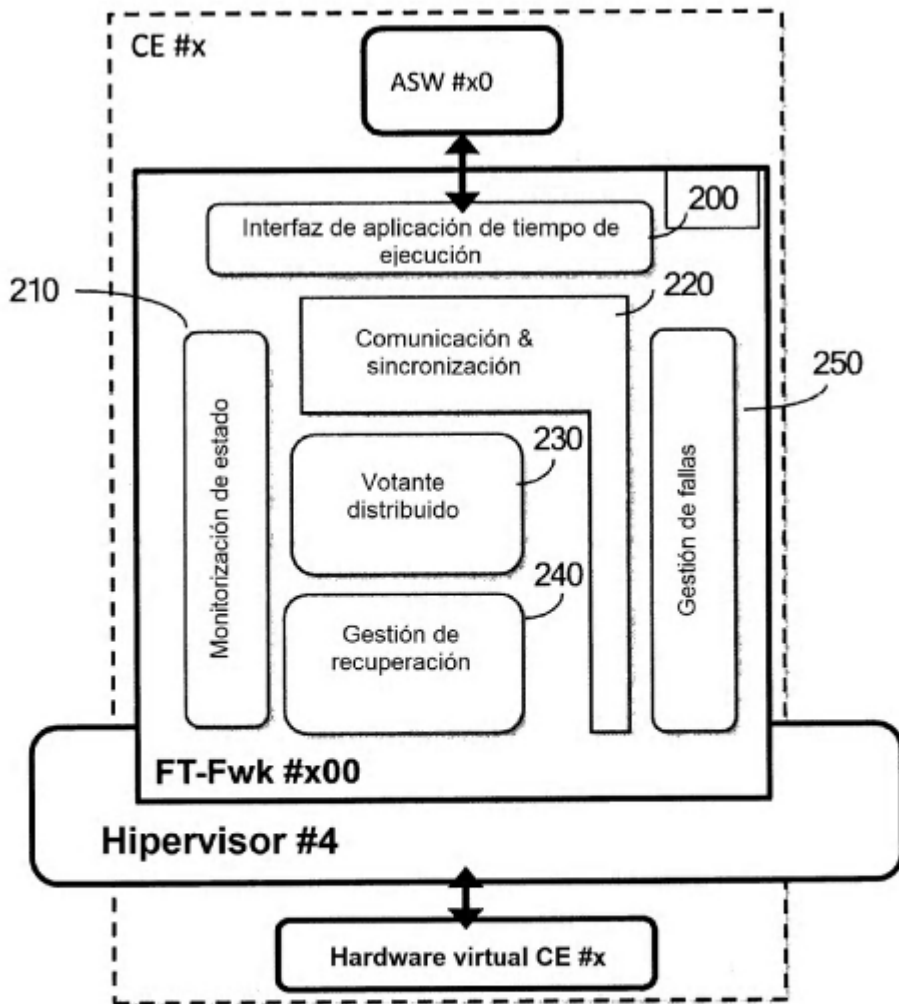 CE #x
ASW #x0
200
Interfaz de aplicación de tiempo de
ejecución
210
220
Comunicación &
sincronización
250
Monitorización de estado
230
Votante
distribuido
Gestión de fallas
240
Gestión de
recuperación
FT-Fwk #x00
Hipervisor #4
Hardware virtual CE #x